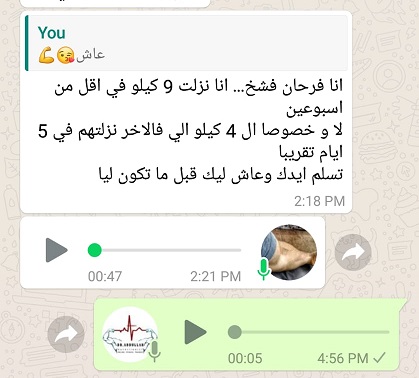 You
عاش😘💪
انا فرحان فشخ... انا نزلت 9 كيلو في اقل من
اسبوعين
لا و خصوصا ال 4 كيلو الي فالاخر نزلتهم في 5
ايام تقريبا
تسلم ايدك وعاش ليك قبل ما تكون ليا
2:18 PM
00:47
2:21 PM
DR.ABDULLAH
00:05
4:56 PM